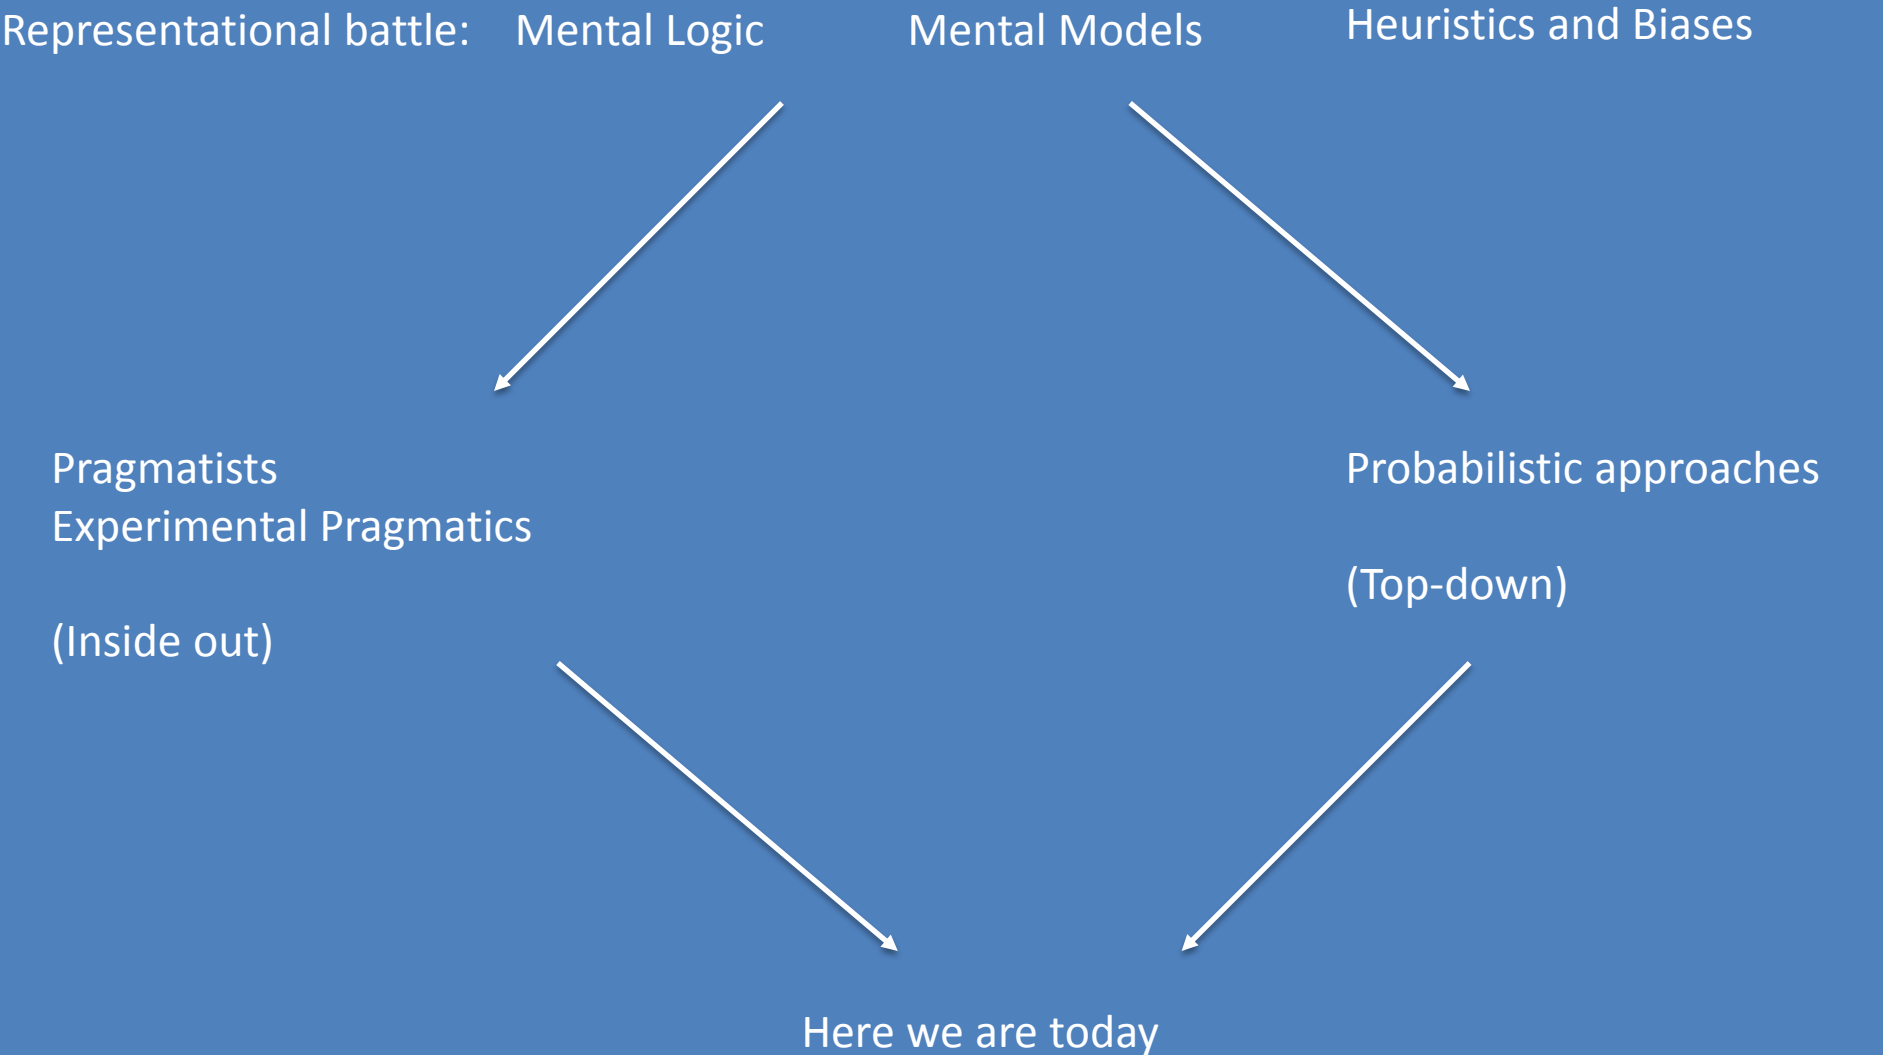 Representational battle: Mental Logic Mental Models Heuristics and Biases
Pragmatists
Experimental Pragmatics
(Inside out)
Probabilistic approaches
(Top-down)
Here we are today